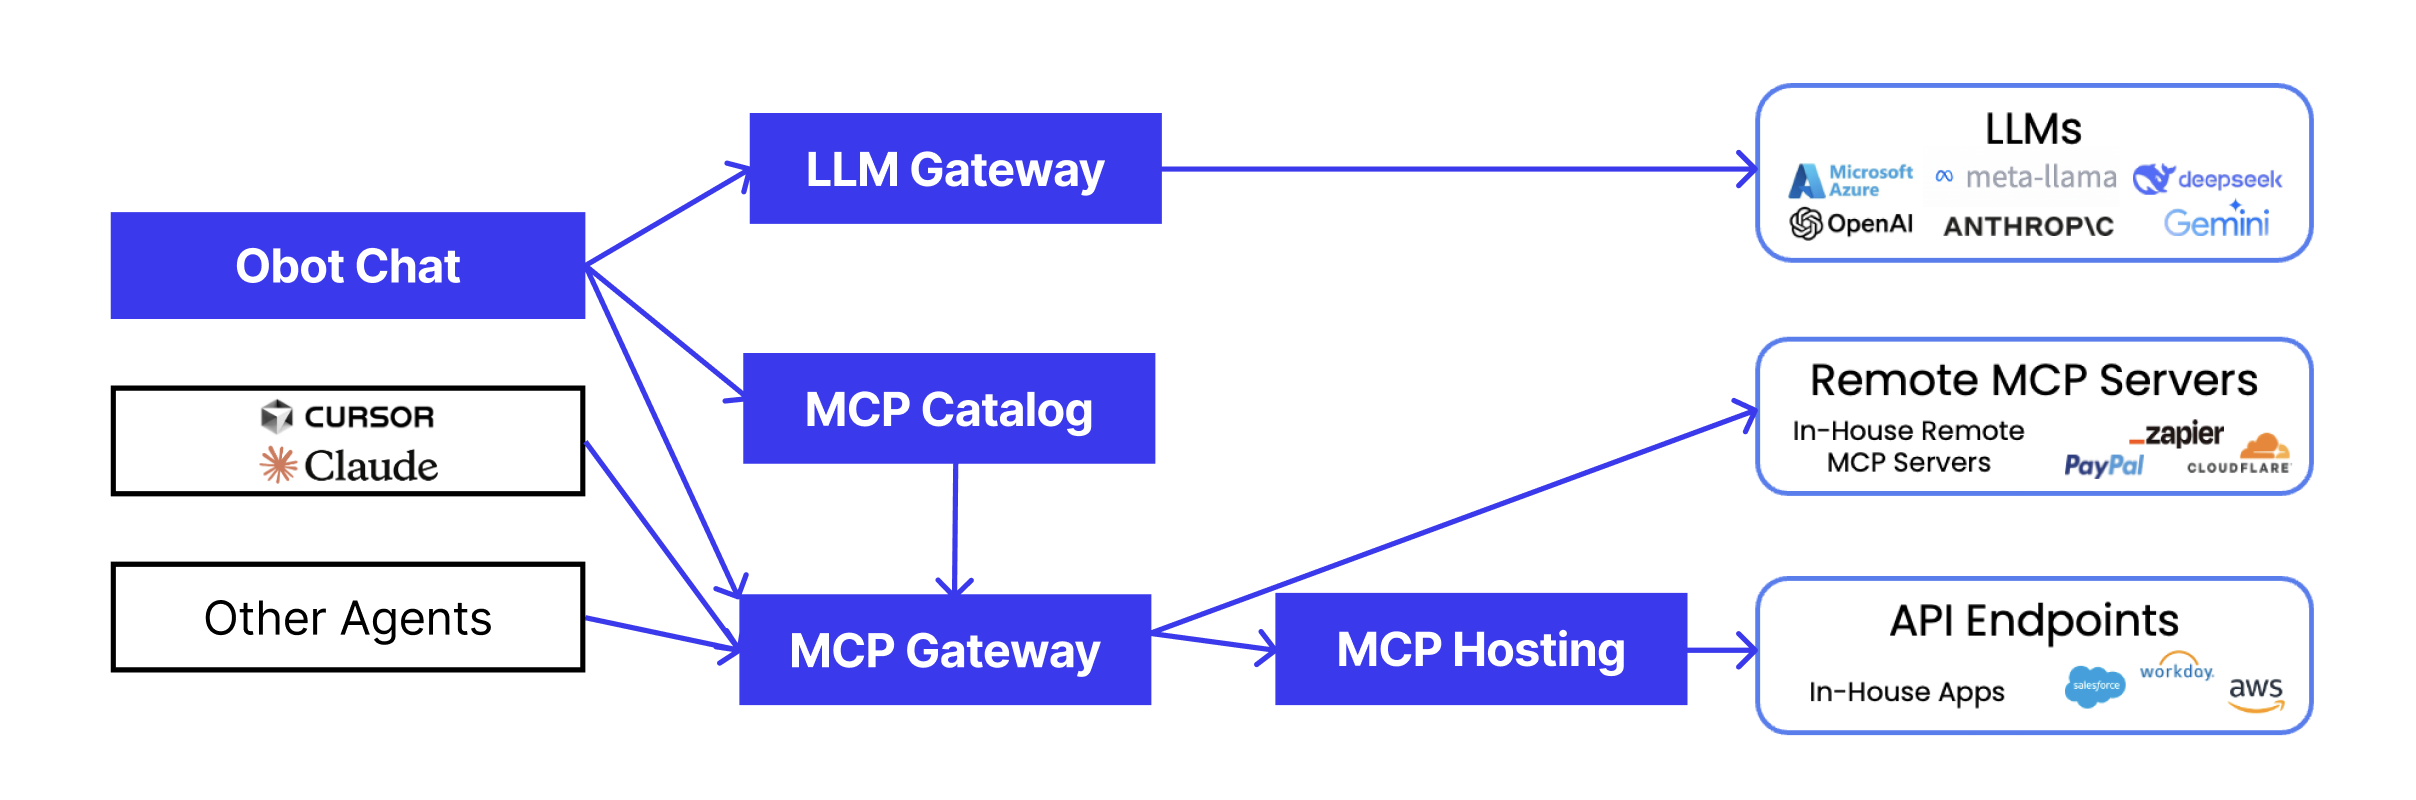 LLM Gateway
LLMs
Microsoft
Azure
meta-llama
deepseek
OpenAI
ANTHROP\C
Gemini
Obot Chat
CURSOR
Claude
MCP Catalog
Remote MCP Servers
In-House Remote
MCP Servers
zapier
PayPal
CLOUDFLARE
Other Agents
MCP Gateway
MCP Hosting
API Endpoints
In-House Apps
salesforce
workday.
aws